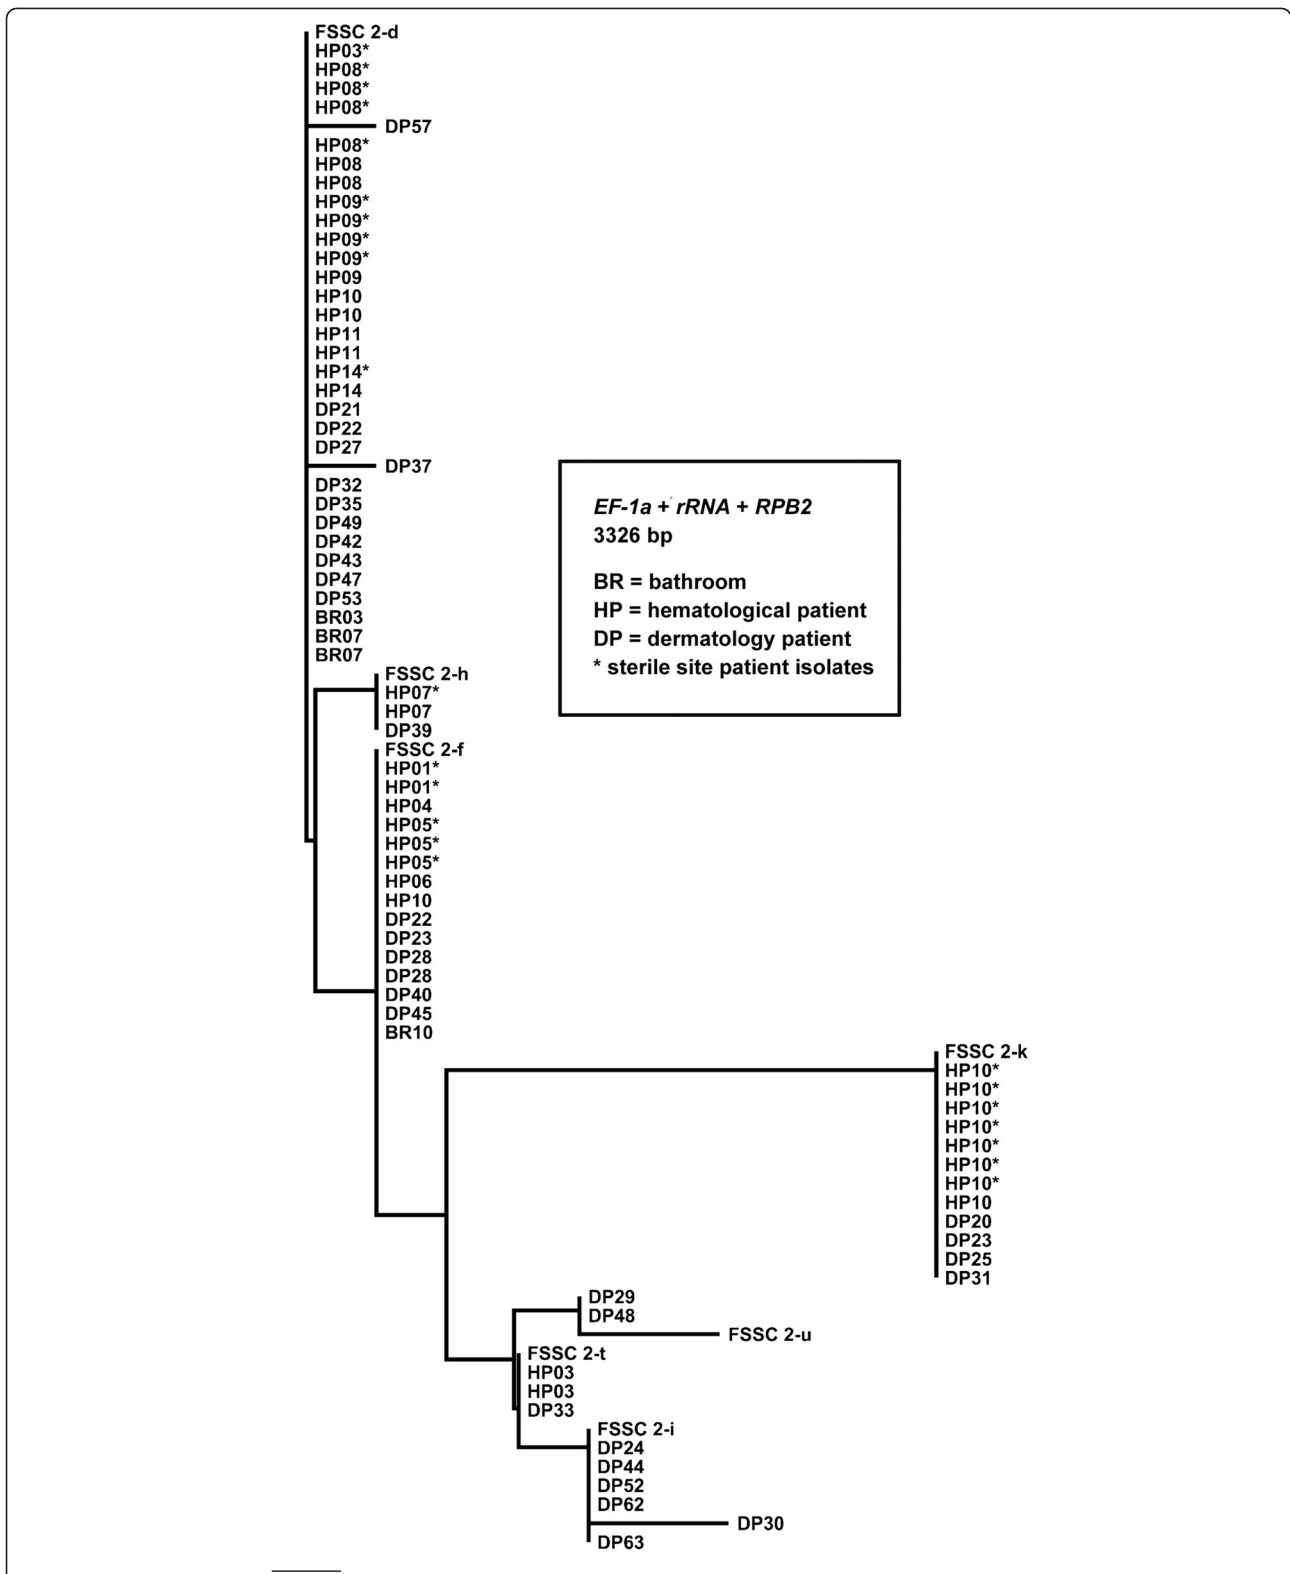 FSSC 2-d
HP03*
HP08*
HP08*
HP08*
DP57
HP08*
HP08
HP08
HP09*
HP09*
HP09*
HP09*
HP09
HP10
HP10
HP11
HP11
HP14*
HP14
DP21
DP22
DP27
DP37
DP32
DP35
DP49
DP42
DP43
DP47
DP53
BR03
BR07
BR07
EF-1a + rRNA + RPB2
3326 bp
BR = bathroom
HP = hematological patient
DP = dermatology patient
* sterile site patient isolates
FSSC 2-h
HP07*
HP07
DP39
FSSC 2-f
HP01*
HP01*
HP04
HP05*
HP05*
HP05*
HP06
HP10
DP22
DP23
DP28
DP28
DP40
DP45
BR10
FSSC 2-k
HP10*
HP10*
HP10*
HP10*
HP10*
HP10*
HP10*
HP10
DP20
DP23
DP25
DP31
DP29
DP48
FSSC 2-u
FSSC 2-t
HP03
HP03
DP33
FSSC 2-i
DP24
DP44
DP52
DP62
DP30
DP63